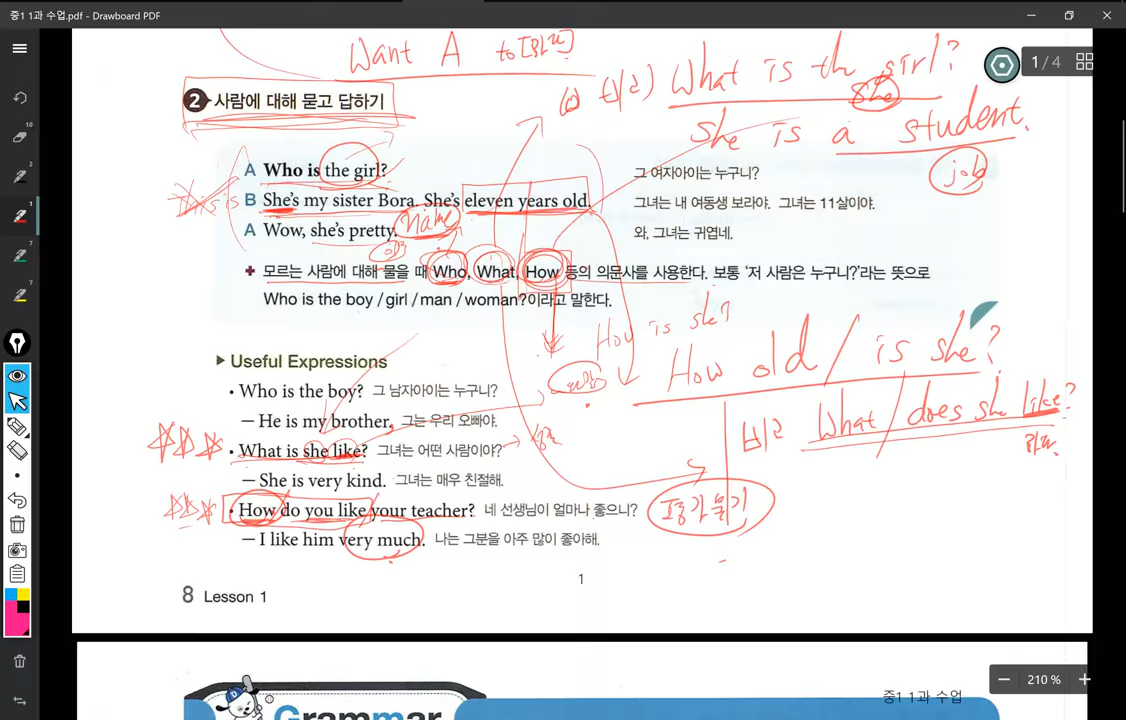 중1 1과 수업.pdf - Drawboard PDF
1 / 4
Want A to
What is the girl?
she
2 사람에 대해 묻고 답하기
she is a student.
job
A Who is the girl?
그 여자아이는 누구니?
This is
B She's my sister Bora. She's eleven years old.
그녀는 내 여동생 보라야. 그녀는 11살이야.
A Wow, she's pretty.
name
와, 그녀는 귀엽네.
+ 모르는 사람에 대해 물을 때 Who, What, How 등의 의문사를 사용한다. 보통 '저 사람은 누구니?'라는 뜻으로
Who is the boy / girl / man / woman?이라고 말한다.
How is she?
How old / is she?
▶ Useful Expressions
• Who is the boy? 그 남자아이는 누구니?
– He is my brother. 그는 우리 오빠야.
비교 What / does she like?
• What is she like? 그녀는 어떤 사람이야?
– She is very kind. 그녀는 매우 친절해.
• How do you like your teacher? 네 선생님이 얼마나 좋으니?
평가묻기
– I like him very much. 나는 그분을 아주 많이 좋아해.
1
8 Lesson 1
210 %
중1 1과 수업
Grammar